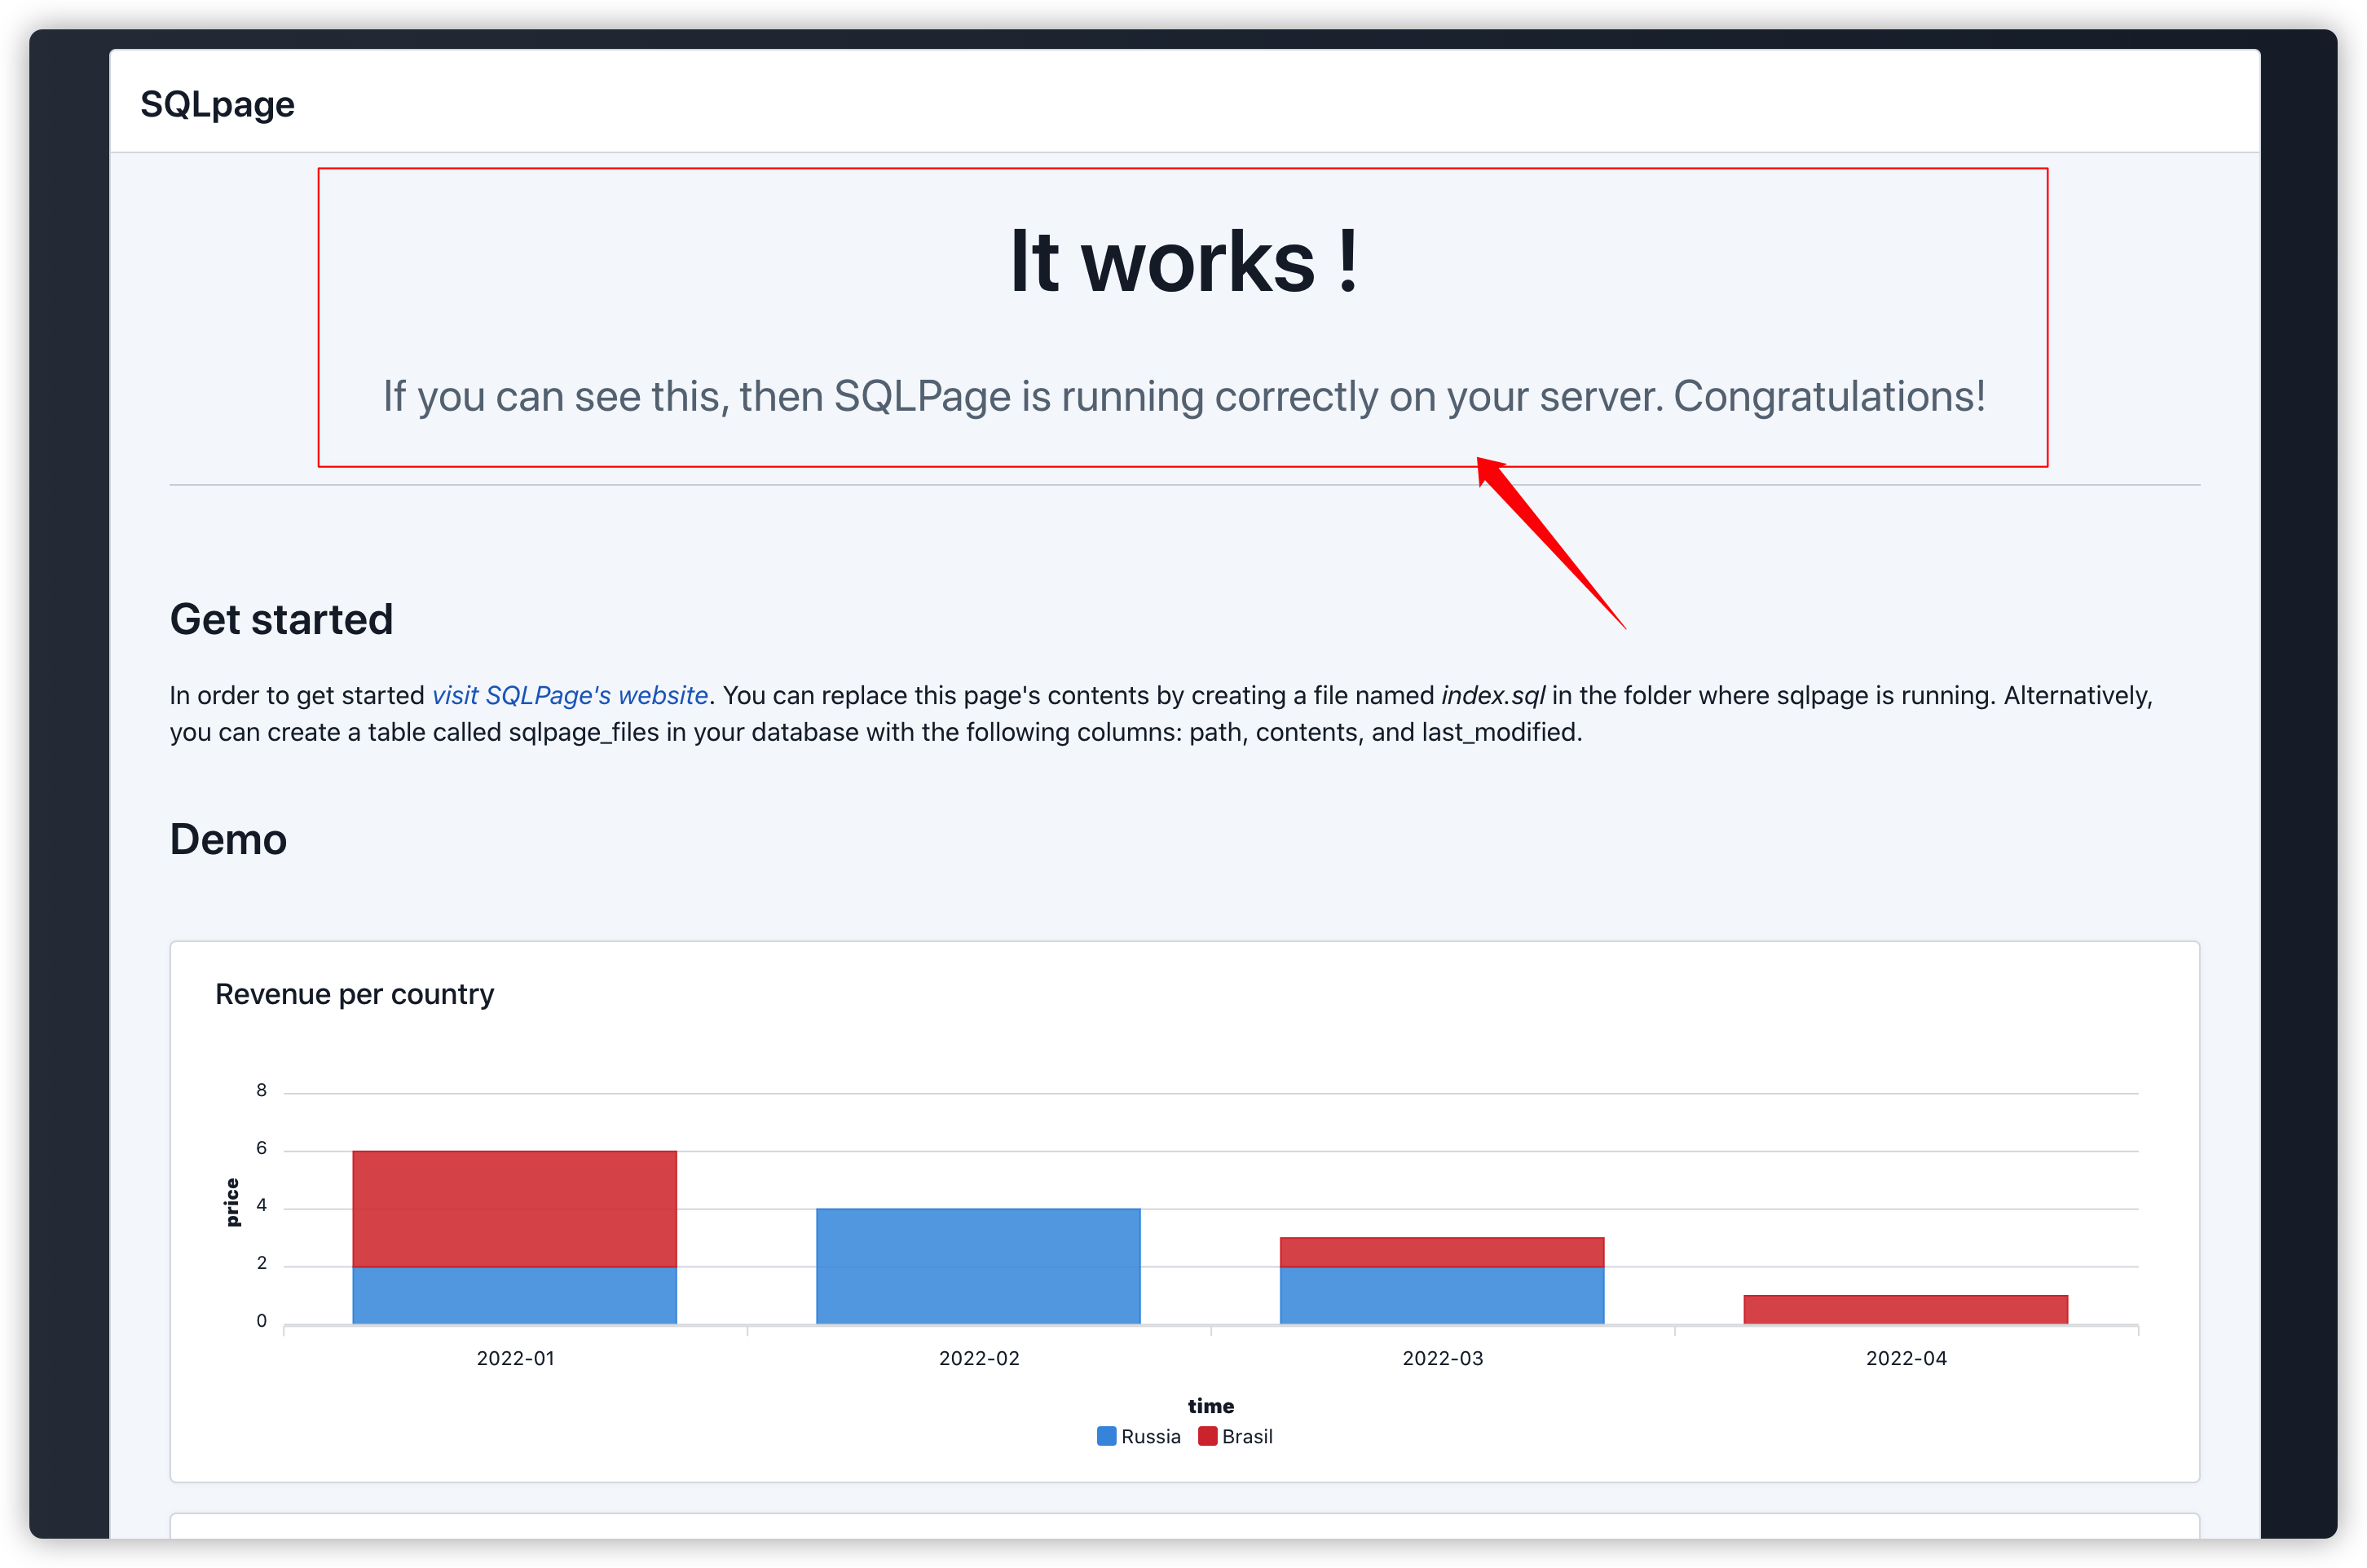 SQLpage
It works !
If you can see this, then SQLPage is running correctly on your server. Congratulations!
Get started
In order to get started visit SQLPage's website. You can replace this page's contents by creating a file named index.sql in the folder where sqlpage is running. Alternatively,
you can create a table called sqlpage_files in your database with the following columns: path, contents, and last_modified.
Demo
Revenue per country
8
6
4
2
0
price
2022-01 2022-02 2022-03 2022-04
time
Russia Brasil